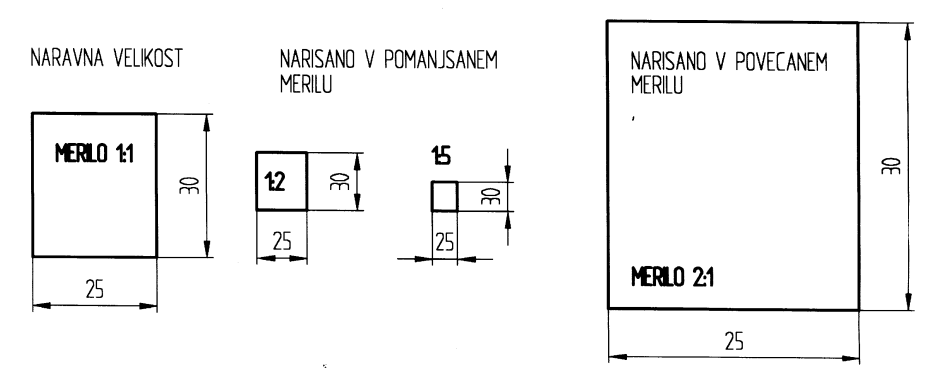 NARAVNA VELIKOST
MERILO 1:1
30
25
NARISANO V POMANJSANEM
MERILU
1:2
30
25
1:5
30
25
NARISANO V POVECANEM
MERILU
MERILO 2:1
30
25